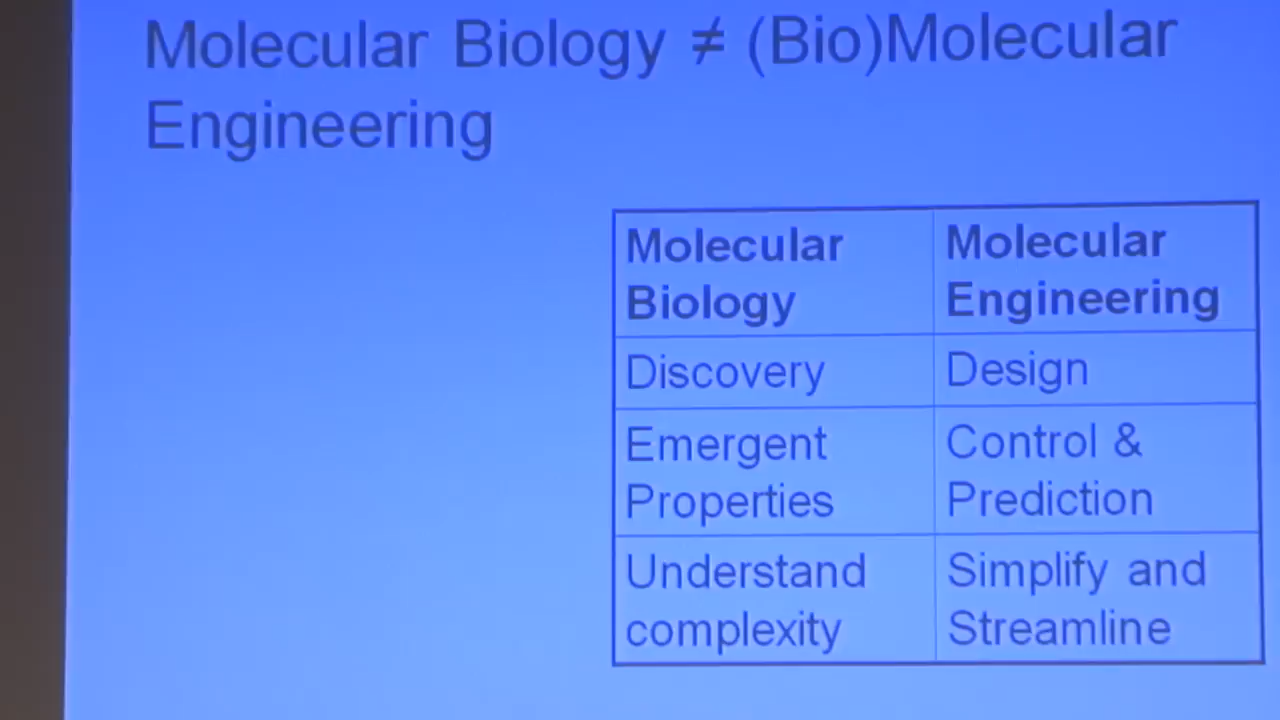 Molecular Biology ≠ (Bio)Molecular
Engineering
Molecular
Biology
Molecular
Engineering
Discovery
Design
Emergent
Properties
Control &
Prediction
Understand
complexity
Simplify and
Streamline